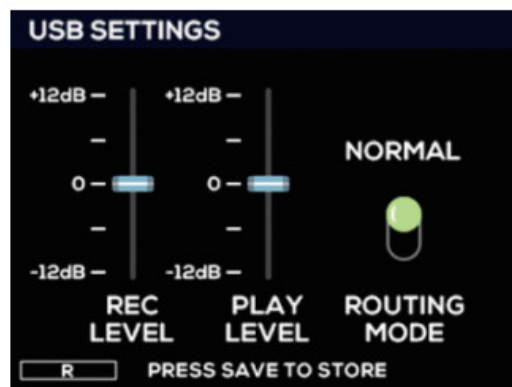 USB SETTINGS
+12dB
+12dB
NORMAL
0
0
-12dB
-12dB
REC
LEVEL
PLAY
LEVEL
ROUTING
MODE
R
PRESS SAVE TO STORE